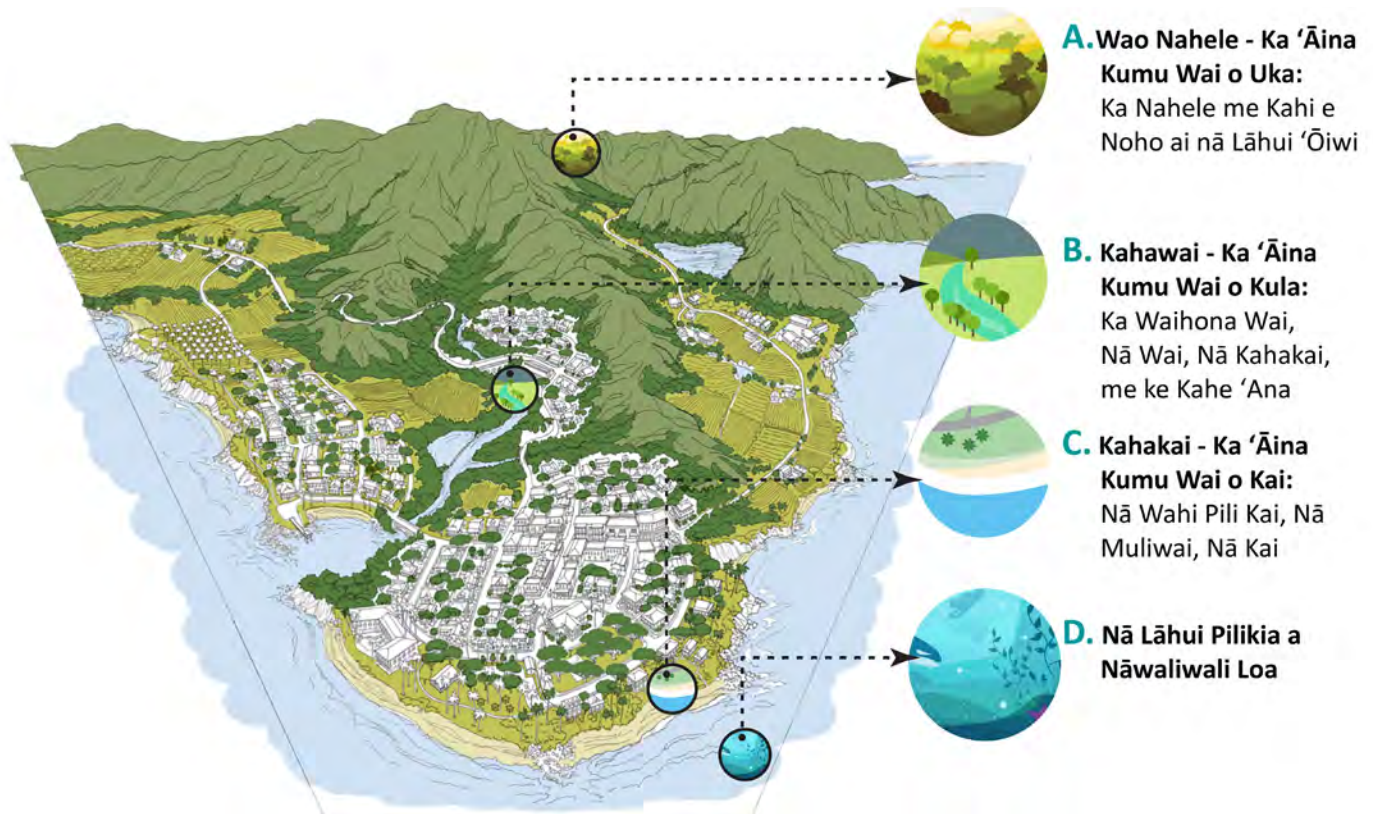 A. Wao Nahele - Ka ʻĀina
Kumu Wai o Uka:
Ka Nahele me Kahi e
Noho ai nā Lāhui ʻŌiwi
B. Kahawai - Ka ʻĀina
Kumu Wai o Kula:
Ka Waihona Wai,
Nā Wai, Nā Kahakai,
me ke Kahe ʻAna
C. Kahakai - Ka ʻĀina
Kumu Wai o Kai:
Nā Wahi Pili Kai, Nā
Muliwai, Nā Kai
D. Nā Lāhui Pilikia a
Nāwaliwali Loa